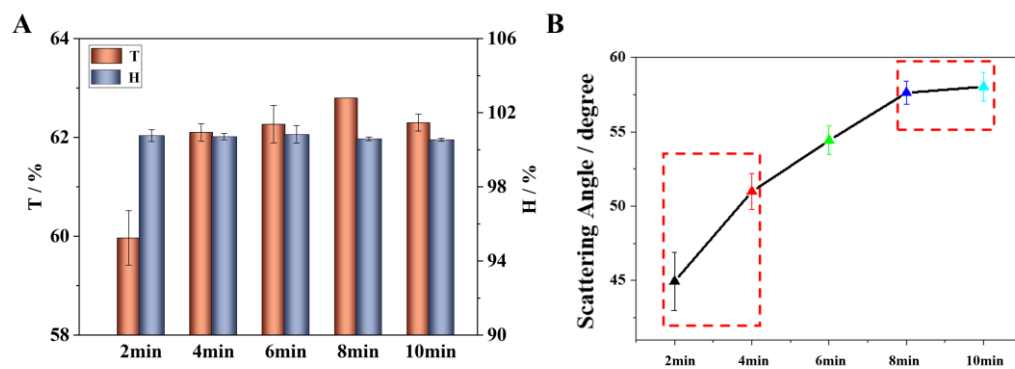 A
T / %
64
62
60
58
T
H
106
102
98
94
90
H / %
2min 4min 6min 8min 10min
B
Scattering Angle / degree
60
55
50
45
2min 4min 6min 8min 10min